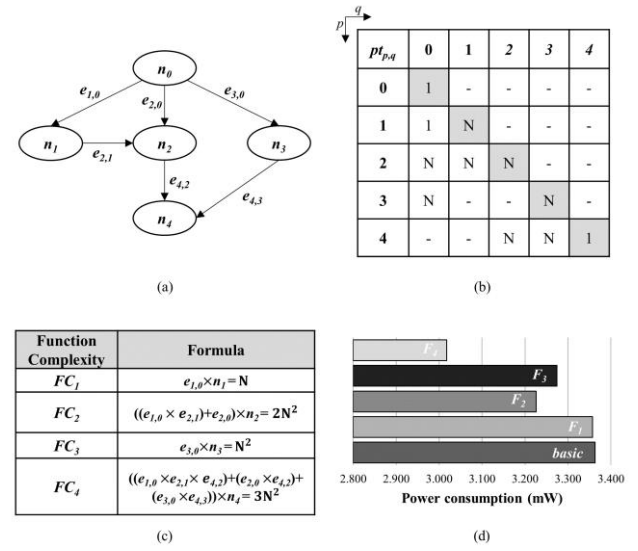 n0
e1,0
e2,0
e3,0
n1
e2,1
n2
n3
e4,2
e4,3
n4
(a)
q
p
ptp,q 0 1 2 3 4
0 1 - - - -
1 1 N - - -
2 N N N - -
3 N - - N -
4 - - N N 1
(b)
Function Formula
Complexity
FC1 e1,0×n1 = N
FC2 ((e1,0 × e2,1)+e2,0)×n2 = 2N²
FC3 e3,0×n3 = N²
FC4 ((e1,0×e2,1× e4,2)+(e2,0 ×e4,2)+
(e3,0 ×e4,3))×n4 = 3N²
(c)
F4
F3
F2
F1
basic
2.800 2.900 3.000 3.100 3.200 3.300 3.400
Power consumption (mW)
(d)